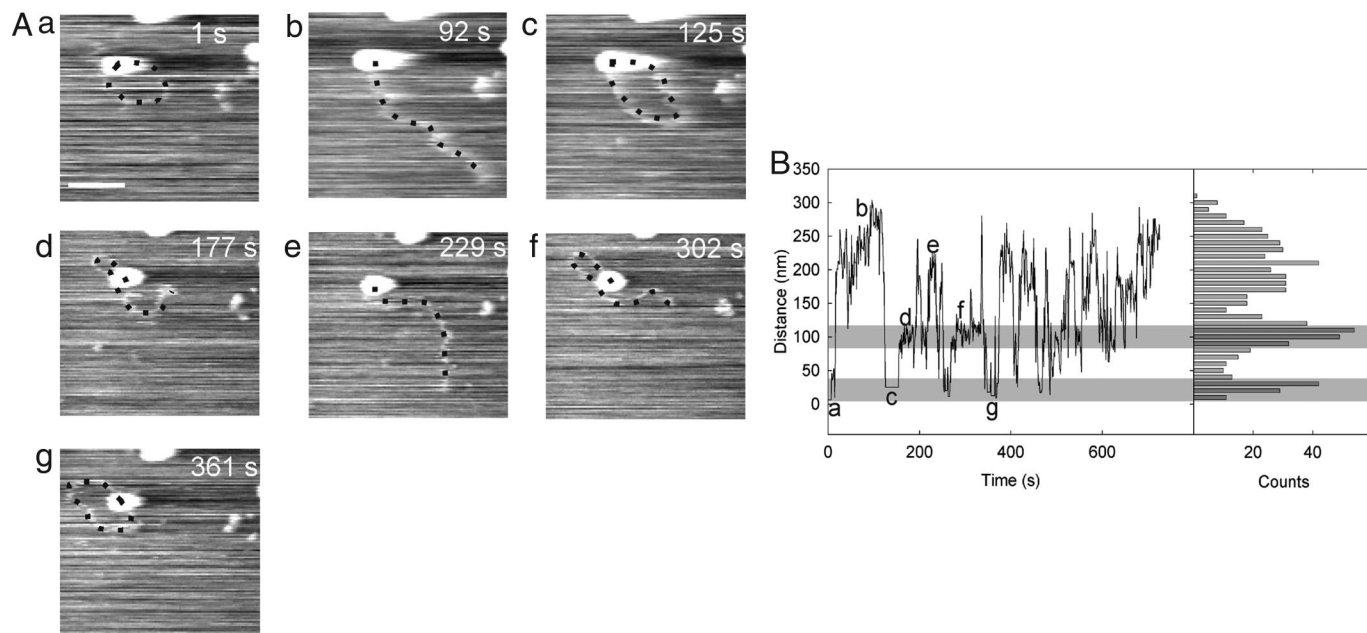 A a 1 s
b 92 s
c 125 s
d 177 s
e 229 s
f 302 s
g 361 s
B
Distance (nm)
350
300
250
200
150
100
50
0
a
b
c
d
e
f
g
0 200 400 600
Time (s)
20 40
Counts